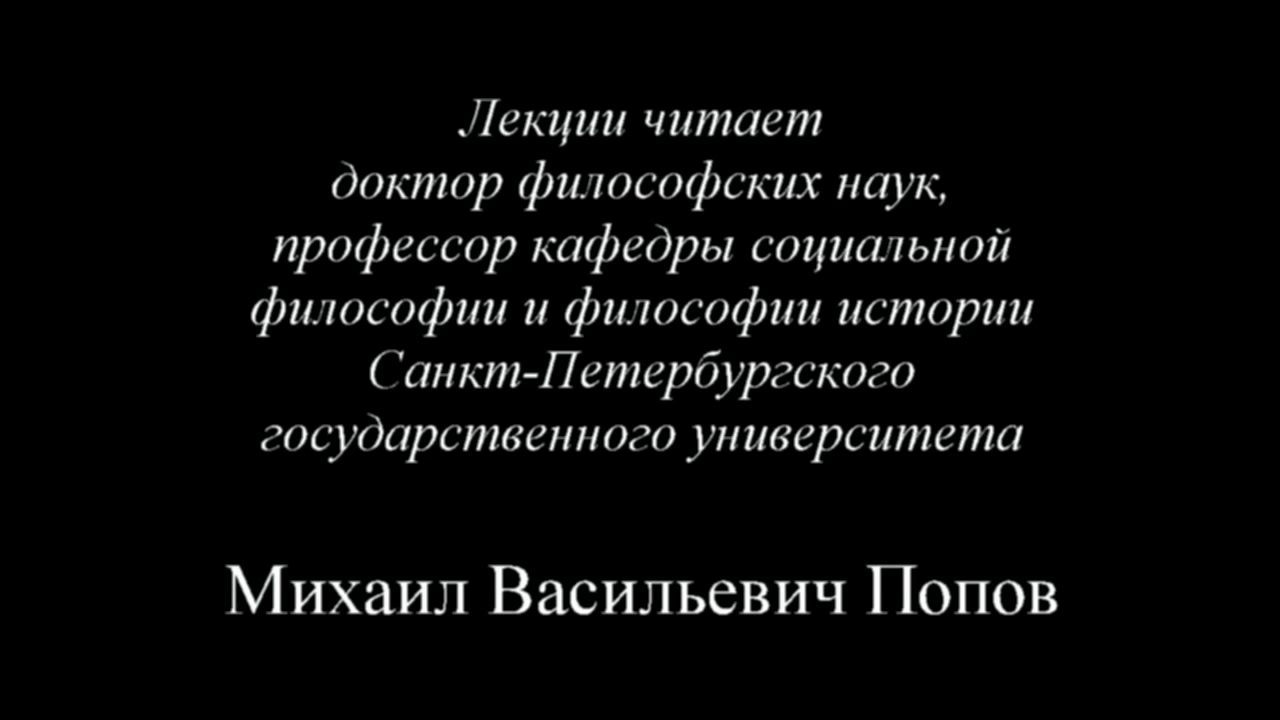 Лекции читает
доктор философских наук,
профессор кафедры социальной
философии и философии истории
Санкт-Петербургского
государственного университета
Михаил Васильевич Попов